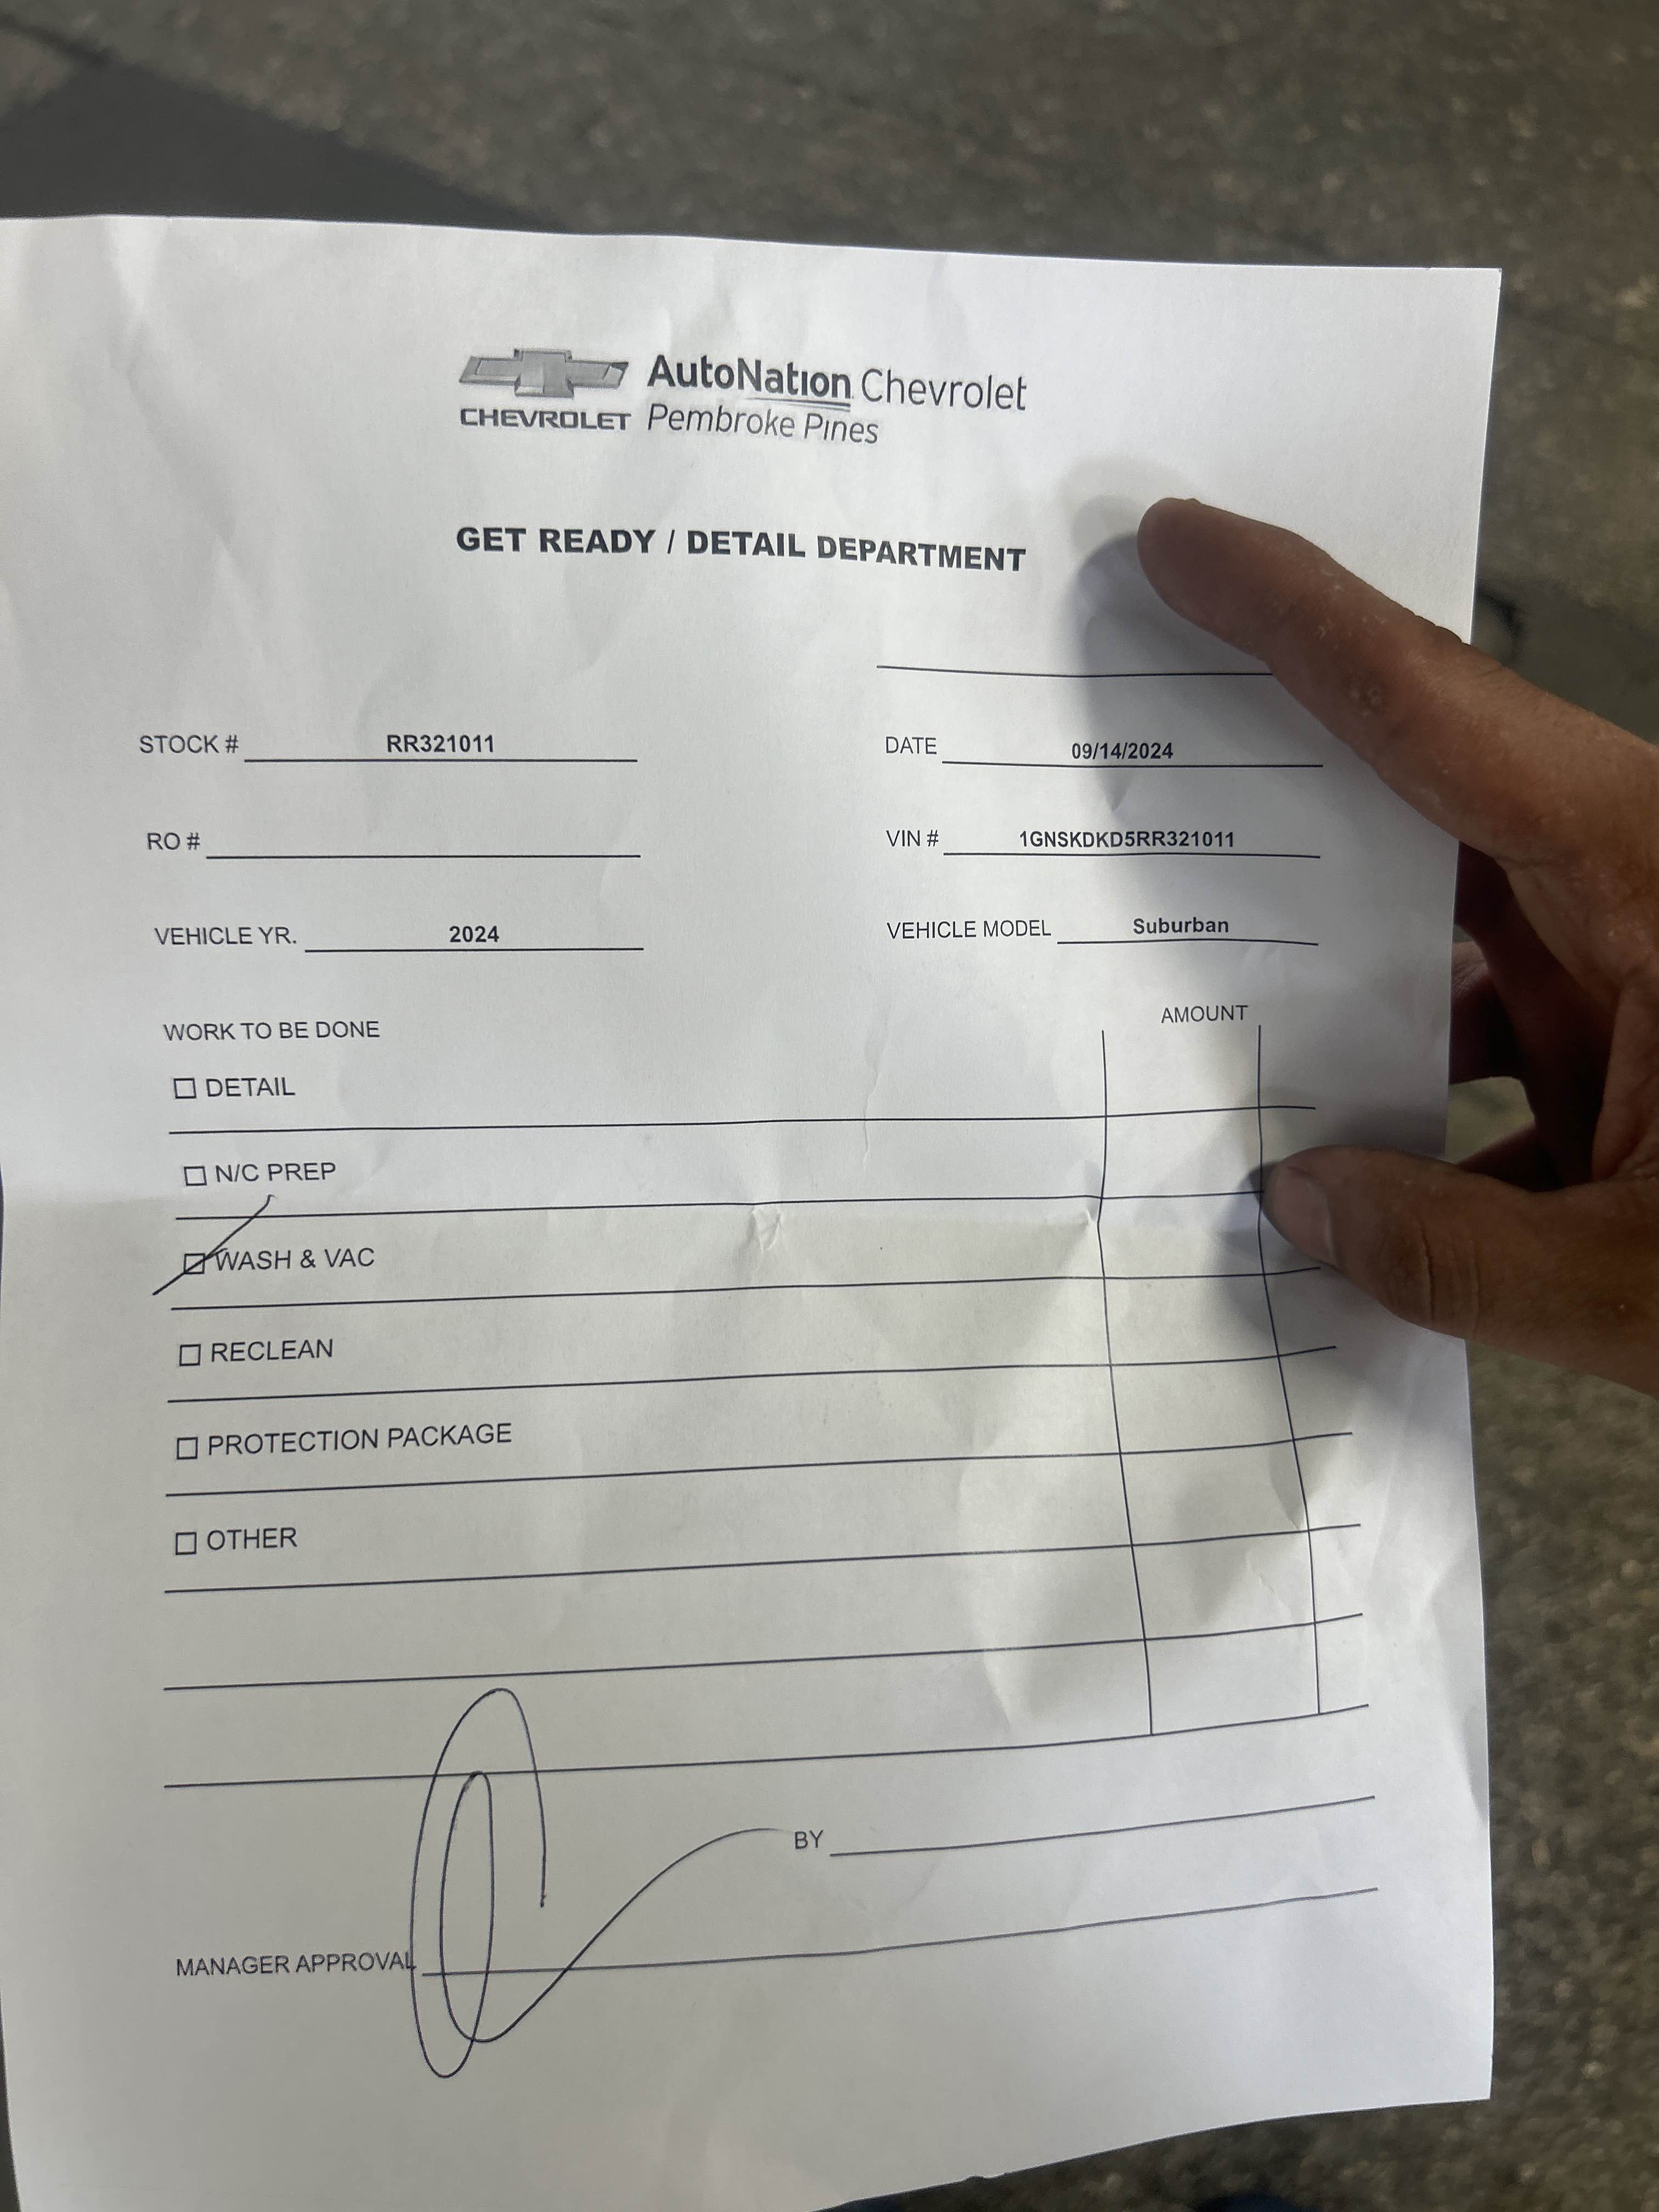 AutoNation Chevrolet
CHEVROLET Pembroke Pines
GET READY / DETAIL DEPARTMENT
STOCK # RR321011 DATE 09/14/2024
RO # VIN # 1GNSKDKD5RR321011
VEHICLE YR. 2024 VEHICLE MODEL Suburban
WORK TO BE DONE AMOUNT
DETAIL
N/C PREP
WASH & VAC
RECLEAN
PROTECTION PACKAGE
OTHER
BY
MANAGER APPROVAL